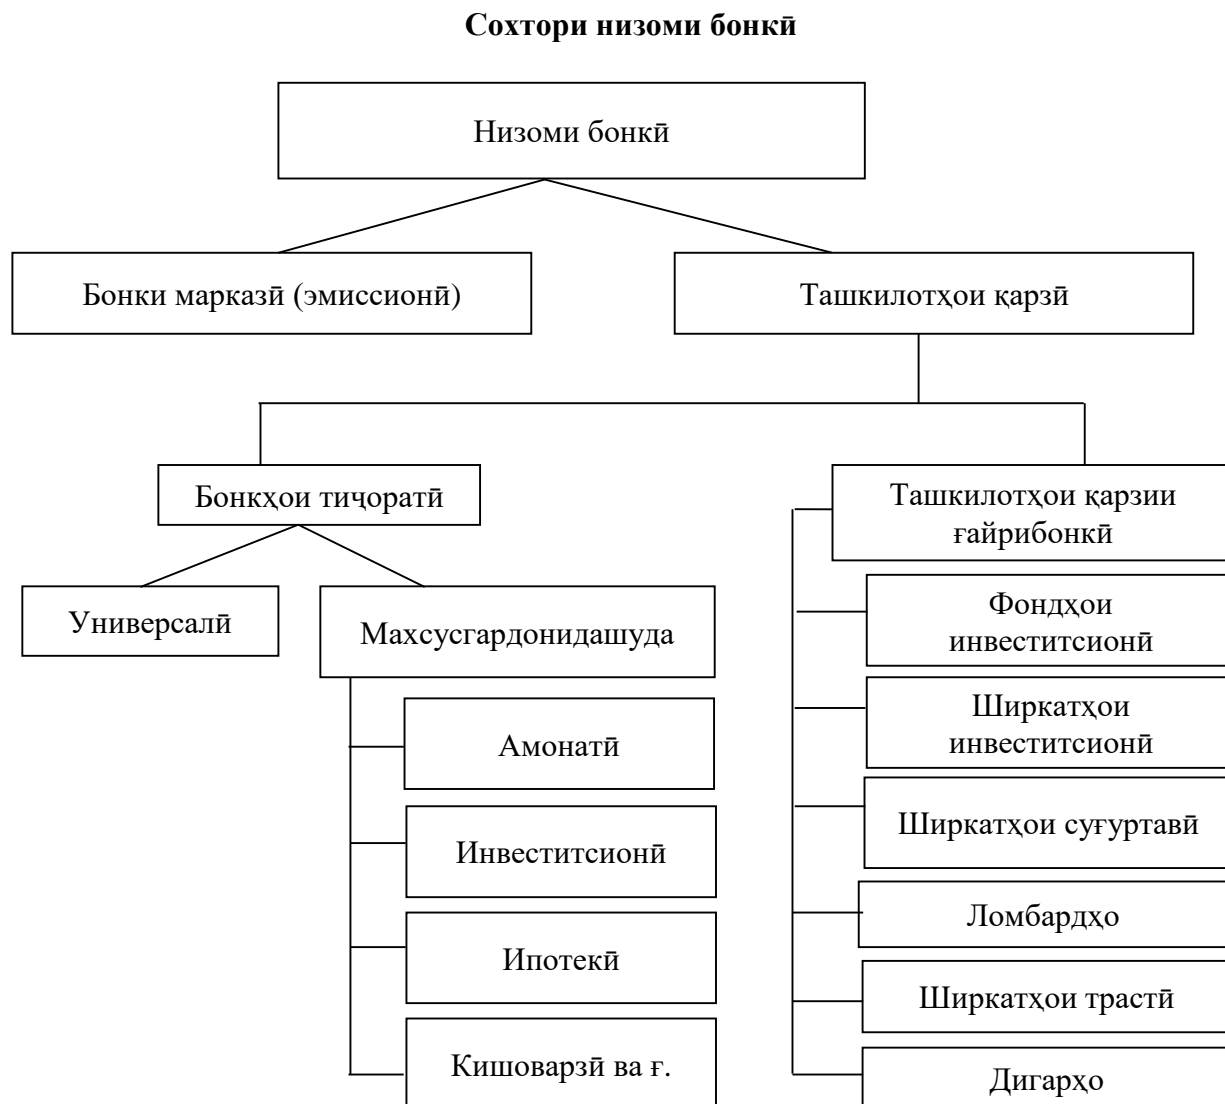 Сохтори низоми бонкӣ
Низоми бонкӣ
Бонки марказӣ (эмиссионӣ)
Ташкилотҳои қарзӣ
Бонкҳои тиҷоратӣ
Ташкилотҳои қарзии
ғайрибонкӣ
Универсалӣ
Махсусгардонидашуда
Амонатӣ
Инвеститсионӣ
Ипотекӣ
Кишоварзӣ ва ғ.
Фондҳои
инвеститсионӣ
Ширкатҳои
инвеститсионӣ
Ширкатҳои суғуртавӣ
Ломбардҳо
Ширкатҳои трастӣ
Дигарҳо